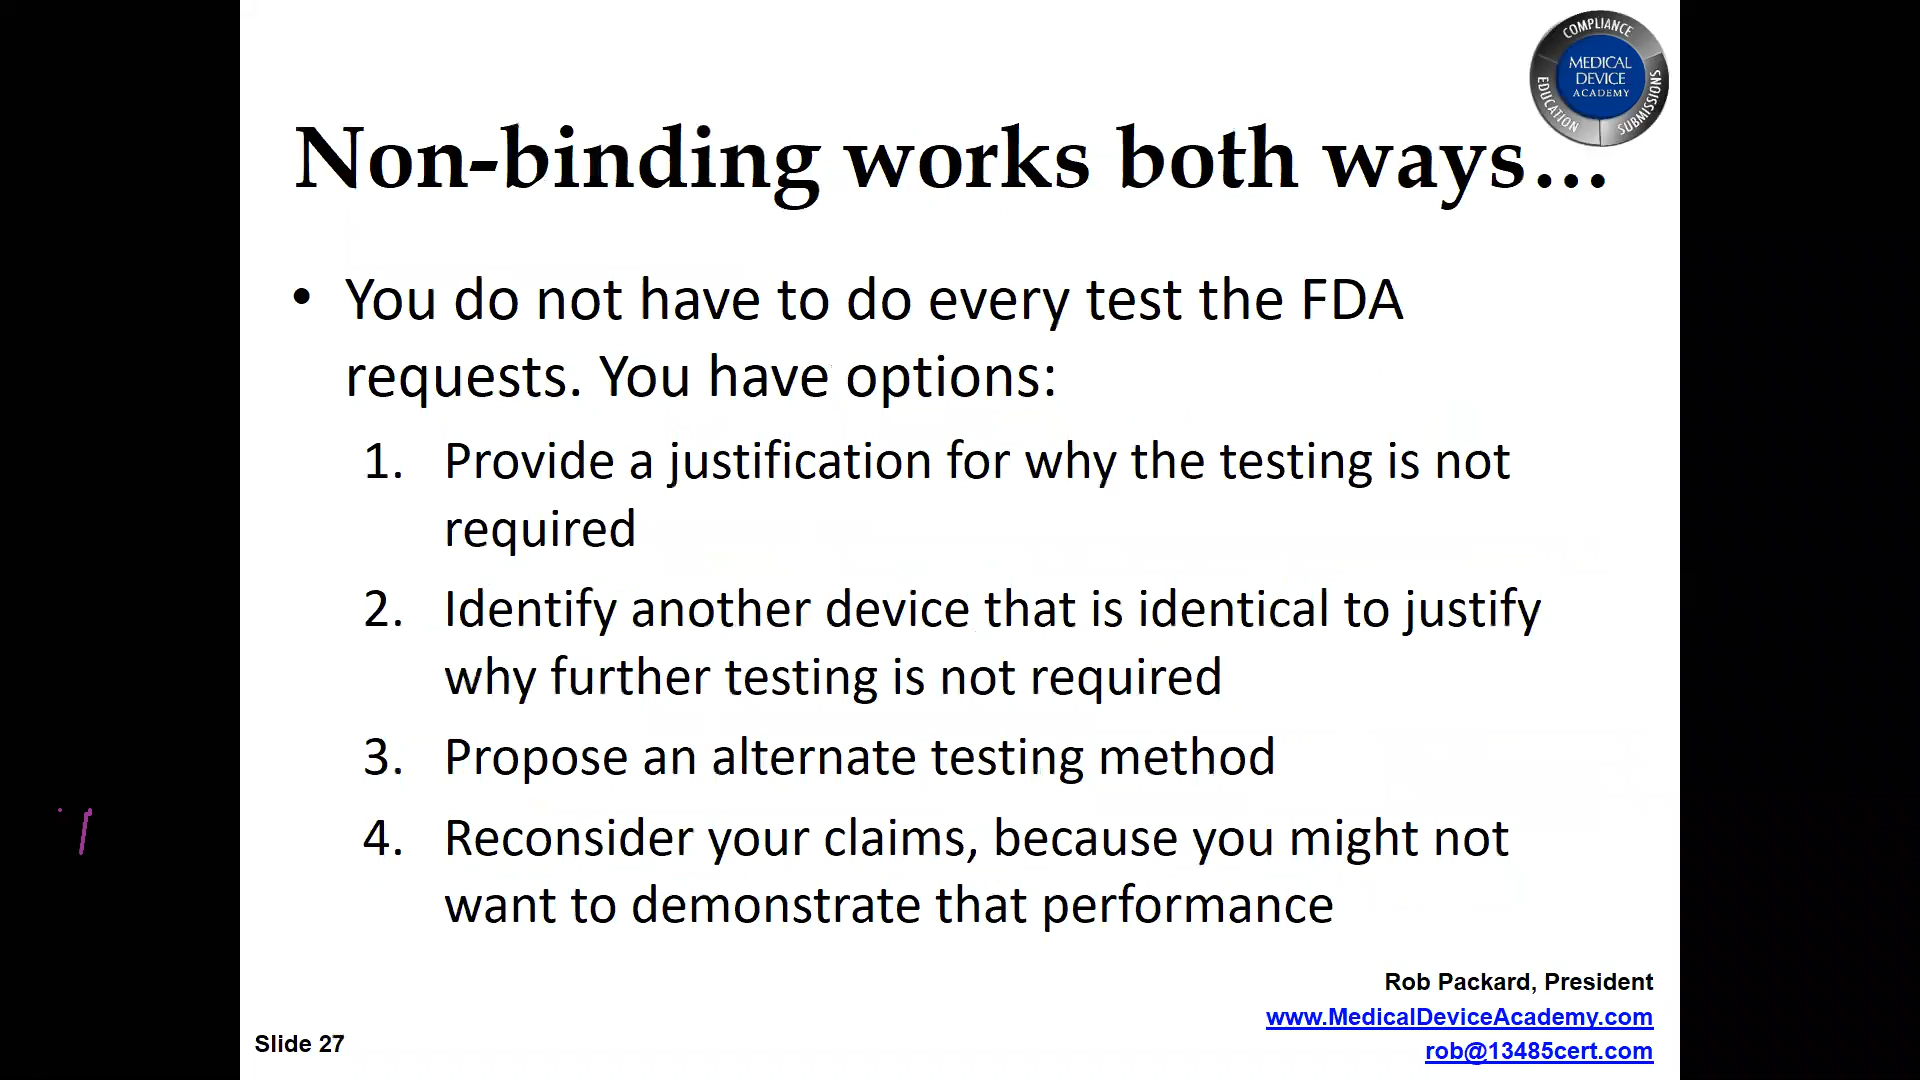 COMPLIANCE
MEDICAL
DEVICE
ACADEMY
EDUCATION
SUBMISSIONS
Non-binding works both ways...
• You do not have to do every test the FDA
requests. You have options:
1. Provide a justification for why the testing is not
required
2. Identify another device that is identical to justify
why further testing is not required
3. Propose an alternate testing method
4. Reconsider your claims, because you might not
want to demonstrate that performance
Rob Packard, President
www.MedicalDeviceAcademy.com
rob@13485cert.com
Slide 27